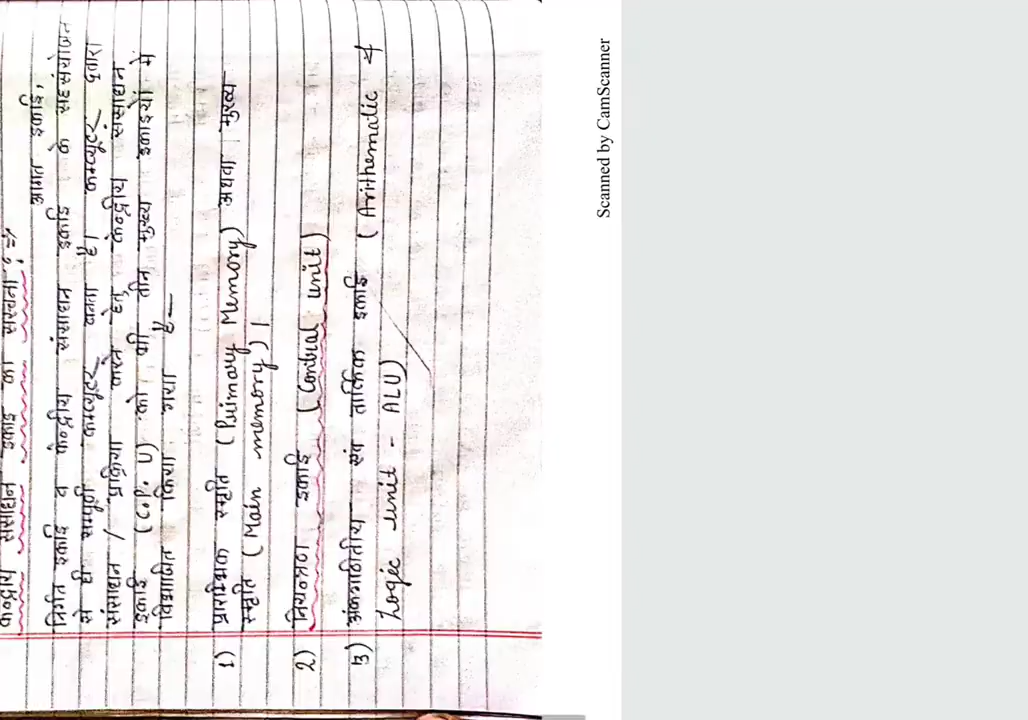 केन्द्रीय संसाधन इकाई की संरचना :⇒
आगत इकाई,
निर्गत इकाई व केन्द्रीय संसाधन इकाई के सहसंयोजन
से ही सम्पूर्ण कम्प्यूटर बनता है। कम्प्यूटर द्वारा
संसाधन / प्रक्रिया करने हेतु केन्द्रीय संसाधन
इकाई (C.P.U) को भी तीन मुख्य इकाइयों में
विभाजित किया गया है—
1) प्रारम्भिक स्मृति (Primary Memory) अथवा मुख्य
स्मृति (Main memory)।
2) नियन्त्रण इकाई (Control unit)
3) अंकगणितीय एवं तार्किक इकाई (Arithematic &
Logic unit - ALU)
Scanned by CamScanner